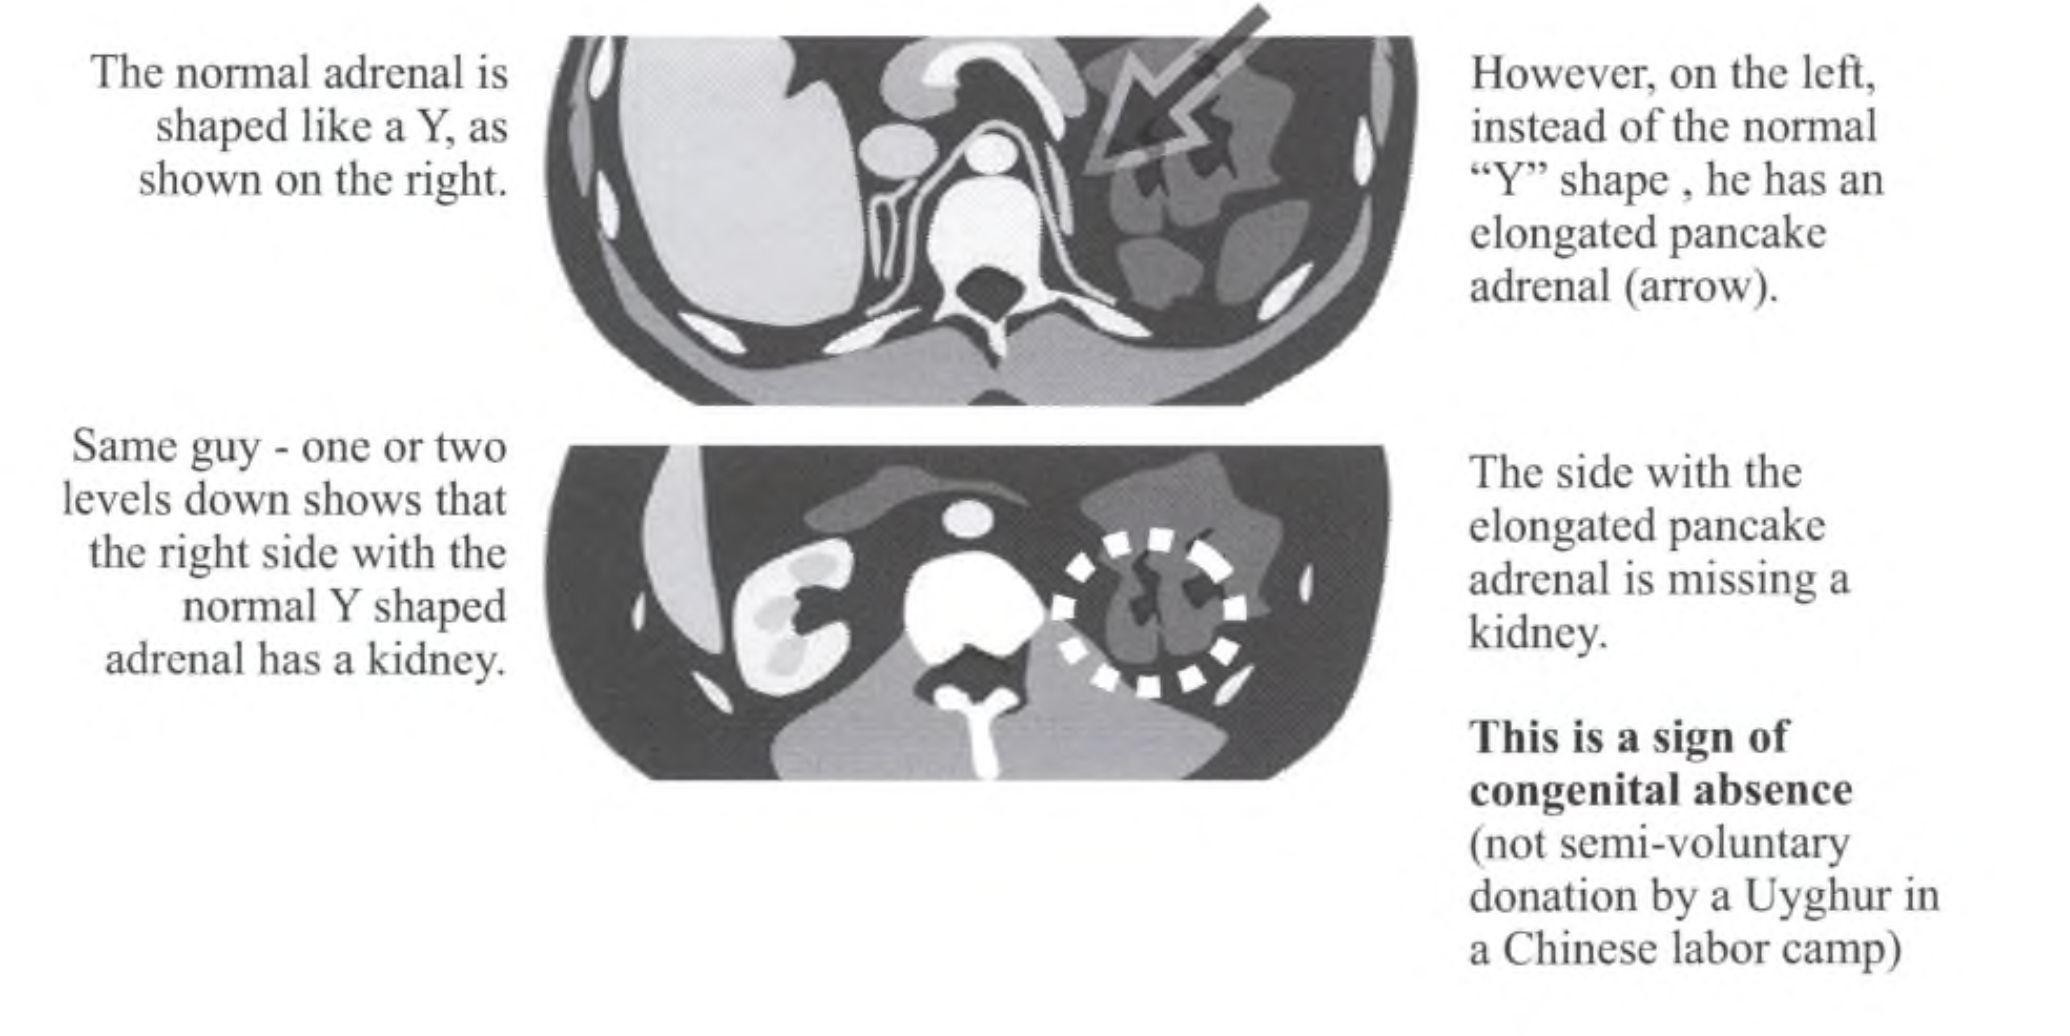 The normal adrenal is
shaped like a Y, as
shown on the right.
However, on the left,
instead of the normal
“Y” shape , he has an
elongated pancake
adrenal (arrow).
Same guy - one or two
levels down shows that
the right side with the
normal Y shaped
adrenal has a kidney.
The side with the
elongated pancake
adrenal is missing a
kidney.
This is a sign of
congenital absence
(not semi-voluntary
donation by a Uyghur in
a Chinese labor camp)